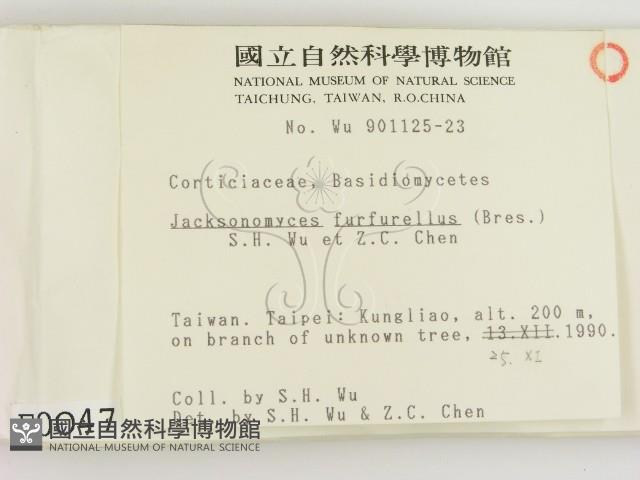 國立自然科學博物館
NATIONAL MUSEUM OF NATURAL SCIENCE
TAICHUNG, TAIWAN, R.O.CHINA
No. Wu 901125-23
Corticiaceae, Basidiomycetes
Jacksonomyces furfurellus (Bres.)
S.H. Wu et Z.C. Chen
Taiwan. Taipei: Kungliao, alt. 200 m,
on branch of unknown tree, 13.XII.1990.
25. XI
Coll. by S.H. Wu
Det. by S.H. Wu & Z.C. Chen
國立自然科學博物館
NATIONAL MUSEUM OF NATURAL SCIENCE